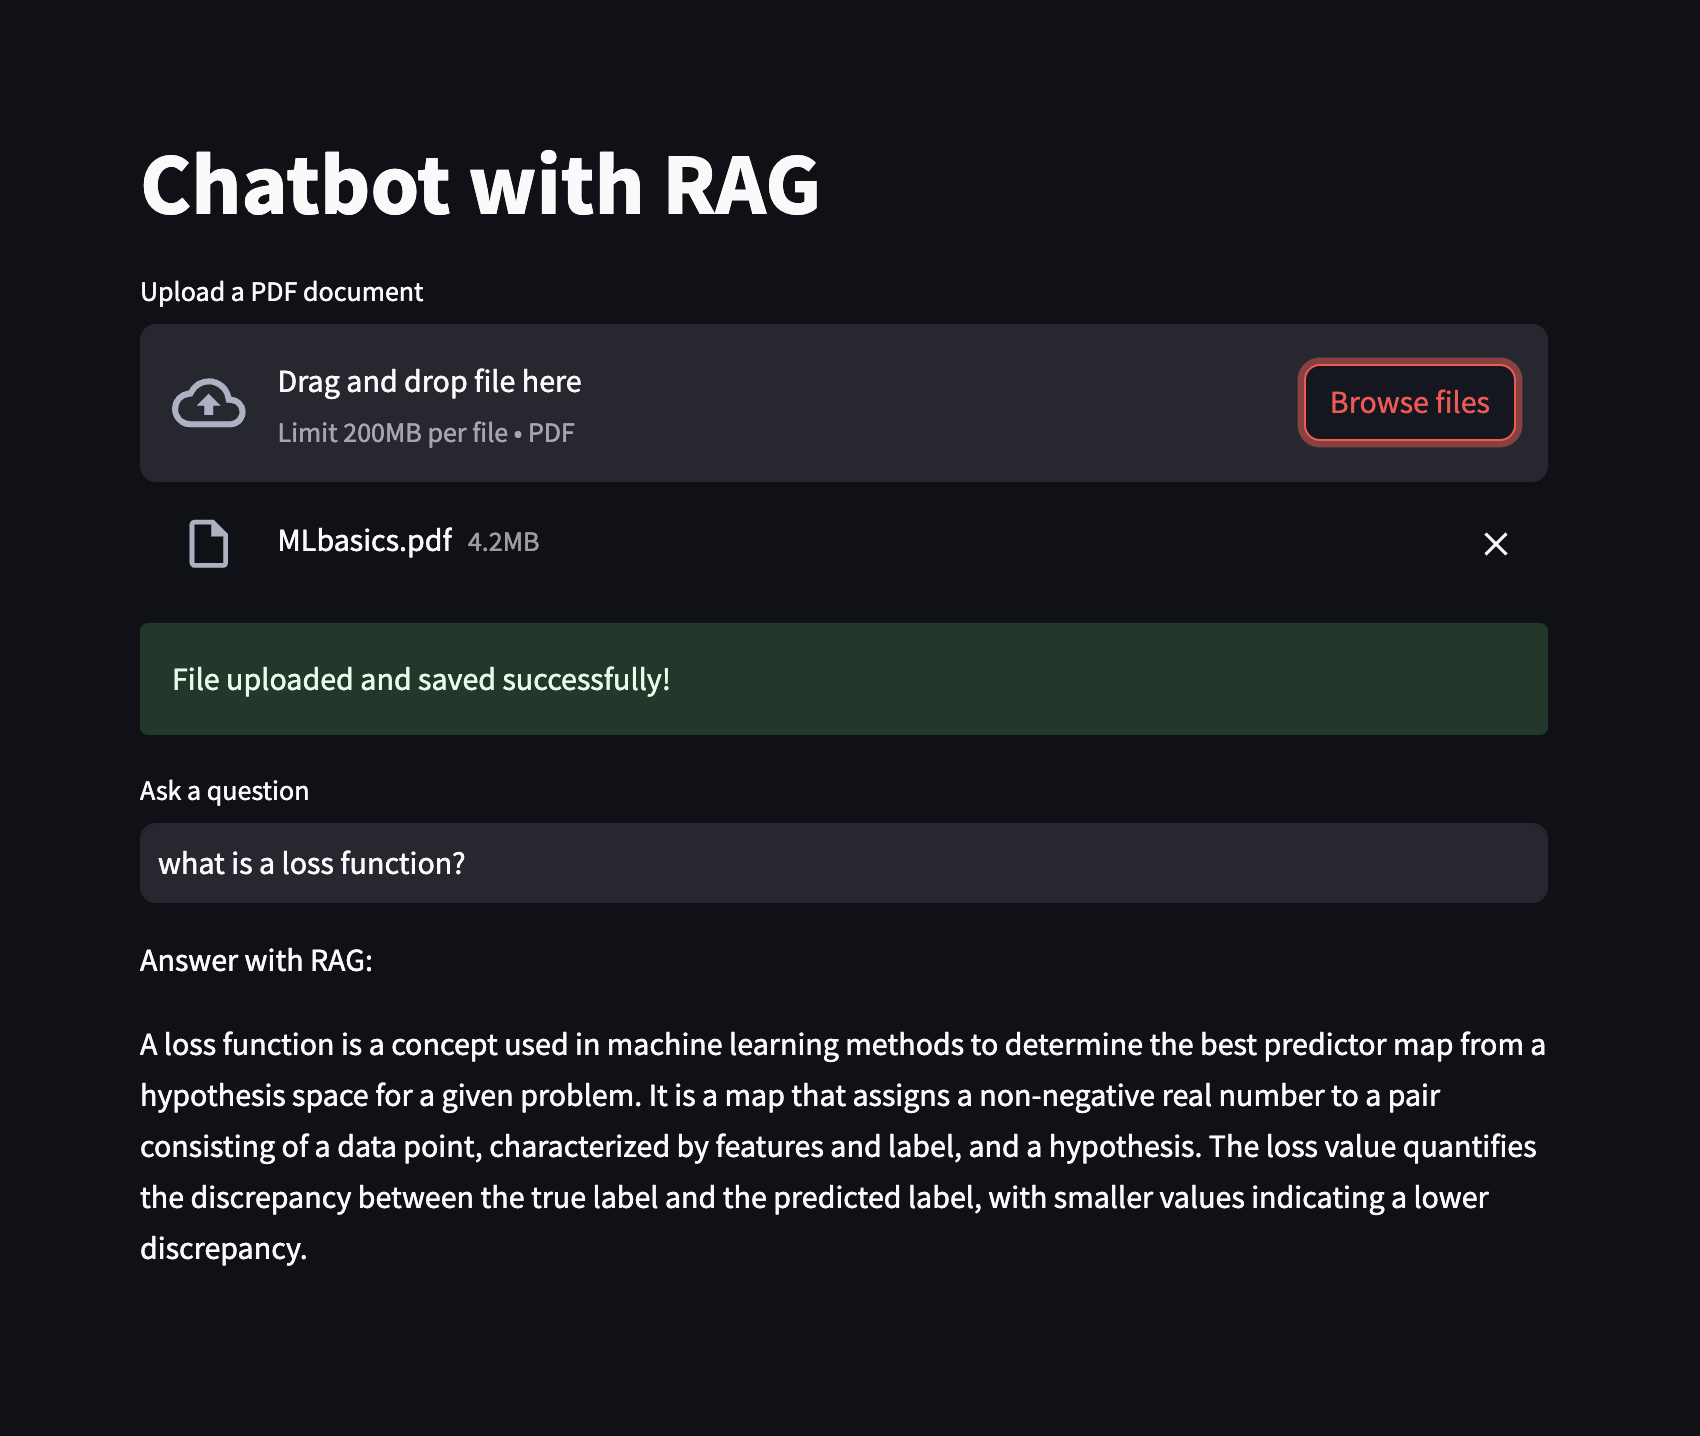 Chatbot with RAG
Upload a PDF document
Drag and drop file here
Limit 200MB per file • PDF
Browse files
MLbasics.pdf 4.2MB
File uploaded and saved successfully!
Ask a question
what is a loss function?
Answer with RAG:
A loss function is a concept used in machine learning methods to determine the best predictor map from a
hypothesis space for a given problem. It is a map that assigns a non-negative real number to a pair
consisting of a data point, characterized by features and label, and a hypothesis. The loss value quantifies
the discrepancy between the true label and the predicted label, with smaller values indicating a lower
discrepancy.